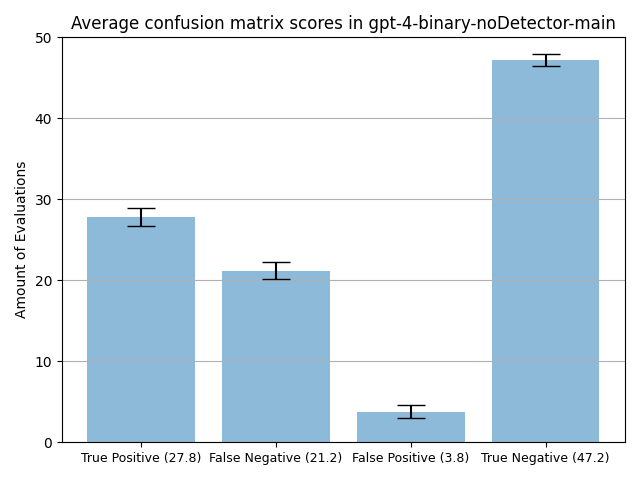 Average confusion matrix scores in gpt-4-binary-noDetector-main
50
40
30
20
10
0
Amount of Evaluations
True Positive (27.8) False Negative (21.2) False Positive (3.8) True Negative (47.2)